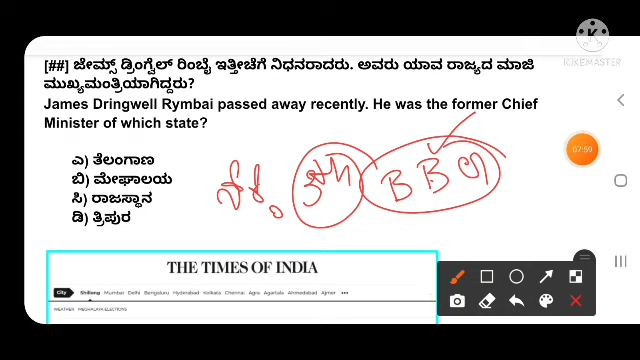 [##] ಜೇಮ್ಸ್ ಡ್ರಿಂಗ್ವೆಲ್ ರಿಂಬೈ ಇತ್ತೀಚೆಗೆ ನಿಧನರಾದರು. ಅವರು ಯಾವ ರಾಜ್ಯದ ಮಾಜಿ
ಮುಖ್ಯಮಂತ್ರಿಯಾಗಿದ್ದರು?
James Dringwell Rymbai passed away recently. He was the former Chief
Minister of which state?
ಎ) ತೆಲಂಗಾಣ
ಬಿ) ಮೇಘಾಲಯ
ಸಿ) ರಾಜಸ್ಥಾನ
ಡಿ) ತ್ರಿಪುರ
KINEMASTER
07:59
THE TIMES OF INDIA
City Shillong Mumbai Delhi Bengaluru Hyderabad Kolkata Chennai Agra Agartala Ahmedabad Ajmer •••
WEATHER MEGHALAYA ELECTIONS